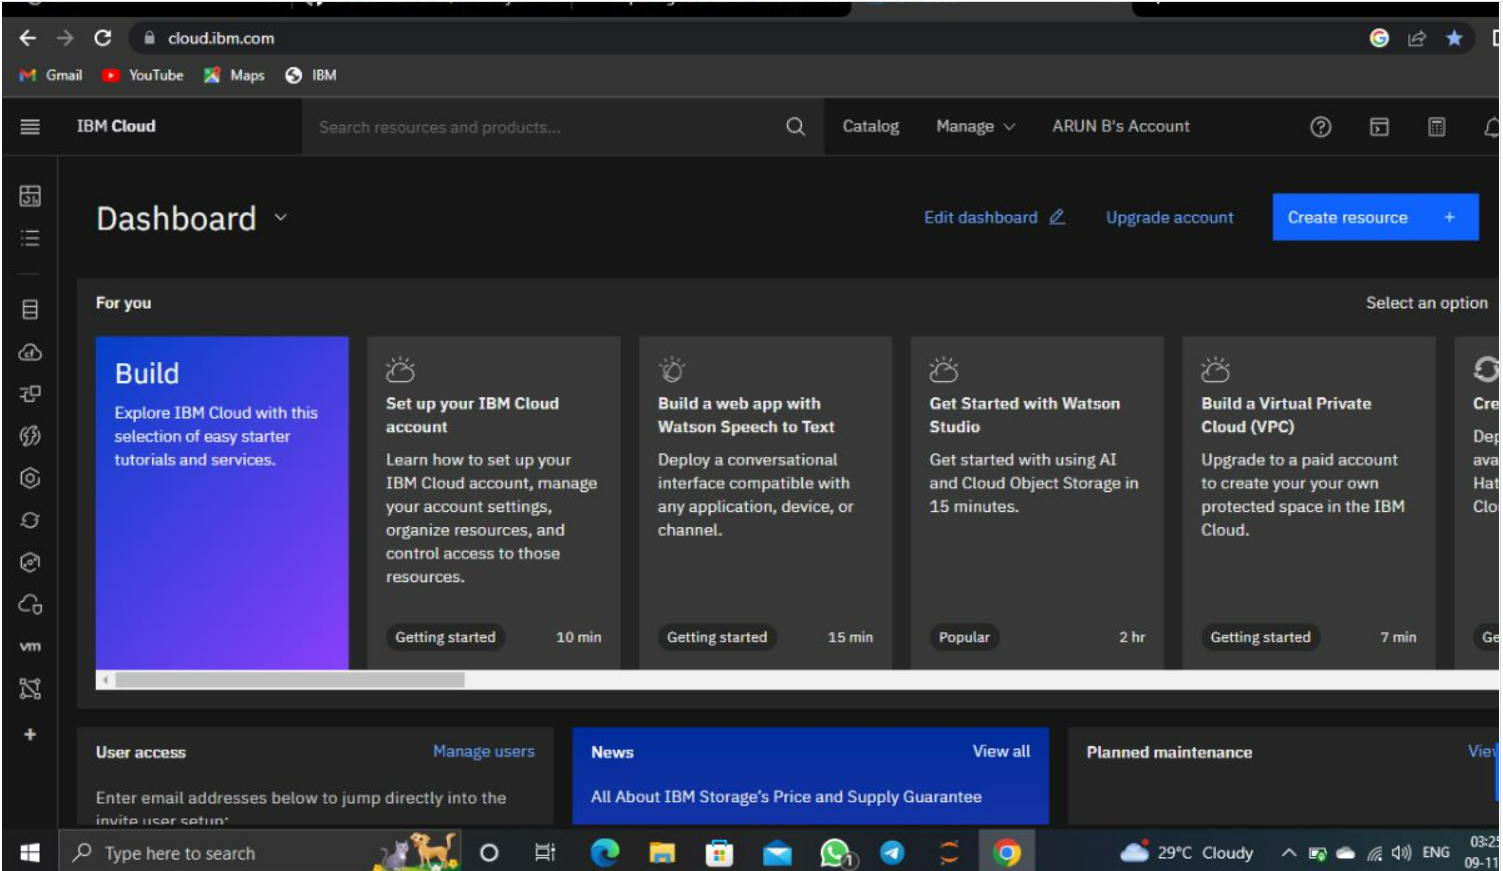 cloud.ibm.com
Gmail YouTube Maps IBM
IBM Cloud Search resources and products... Catalog Manage ARUN B's Account
Dashboard Edit dashboard Upgrade account Create resource +
For you Select an option
Build
Explore IBM Cloud with this
selection of easy starter
tutorials and services.
Set up your IBM Cloud
account
Learn how to set up your
IBM Cloud account, manage
your account settings,
organize resources, and
control access to those
resources.
Getting started 10 min
Build a web app with
Watson Speech to Text
Deploy a conversational
interface compatible with
any application, device, or
channel.
Getting started 15 min
Get Started with Watson
Studio
Get started with using AI
and Cloud Object Storage in
15 minutes.
Popular 2 hr
Build a Virtual Private
Cloud (VPC)
Upgrade to a paid account
to create your your own
protected space in the IBM
Cloud.
Getting started 7 min
vm
User access Manage users
Enter email addresses below to jump directly into the
invite user setup:
News View all
All About IBM Storage's Price and Supply Guarantee
Planned maintenance
Type here to search
29°C Cloudy ENG 03:25
09-11